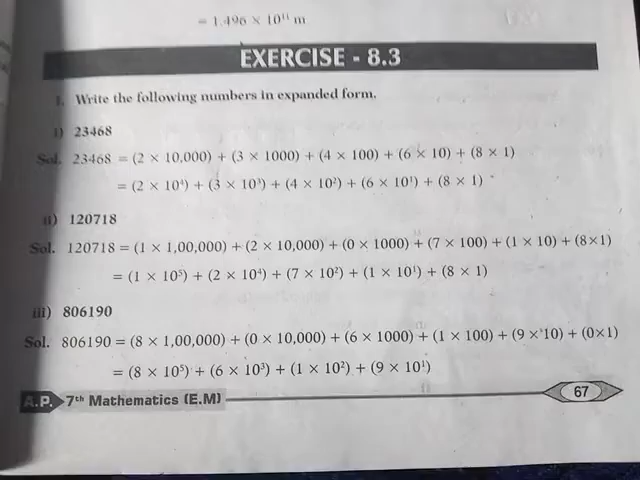 = 1.496 × 10¹¹ m
EXERCISE - 8.3
1. Write the following numbers in expanded form.
i) 23468
Sol. 23468 = (2 × 10,000) + (3 × 1000) + (4 × 100) + (6 × 10) + (8 × 1)
= (2 × 10⁴) + (3 × 10³) + (4 × 10²) + (6 × 10¹) + (8 × 1)
ii) 120718
Sol. 120718 = (1 × 1,00,000) + (2 × 10,000) + (0 × 1000) + (7 × 100) + (1 × 10) + (8×1)
= (1 × 10⁵) + (2 × 10⁴) + (7 × 10²) + (1 × 10¹) + (8 × 1)
iii) 806190
Sol. 806190 = (8 × 1,00,000) + (0 × 10,000) + (6 × 1000) + (1 × 100) + (9 × 10) + (0×1)
= (8 × 10⁵) + (6 × 10³) + (1 × 10²) + (9 × 10¹)
A.P. 7ᵗʰ Mathematics (E.M) 67